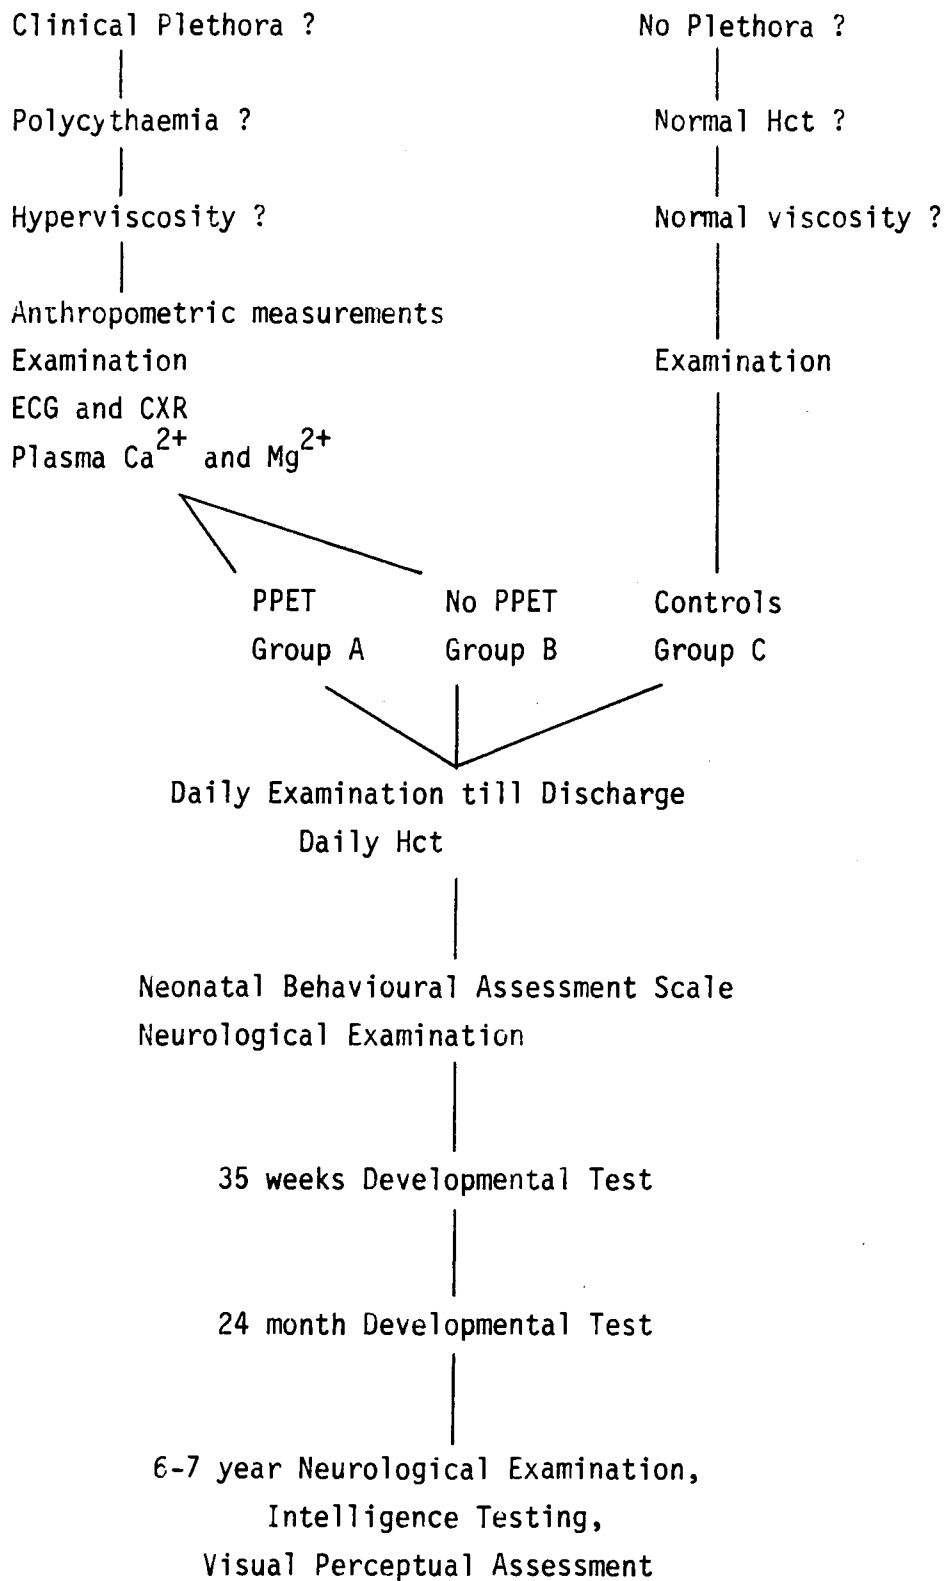 Clinical Plethora ? No Plethora ?
Polycythaemia ? Normal Hct ?
Hyperviscosity ? Normal viscosity ?
Anthropometric measurements
Examination Examination
ECG and CXR
Plasma Ca2+ and Mg2+
PPET No PPET Controls
Group A Group B Group C
Daily Examination till Discharge
Daily Hct
Neonatal Behavioural Assessment Scale
Neurological Examination
35 weeks Developmental Test
24 month Developmental Test
6-7 year Neurological Examination,
Intelligence Testing,
Visual Perceptual Assessment